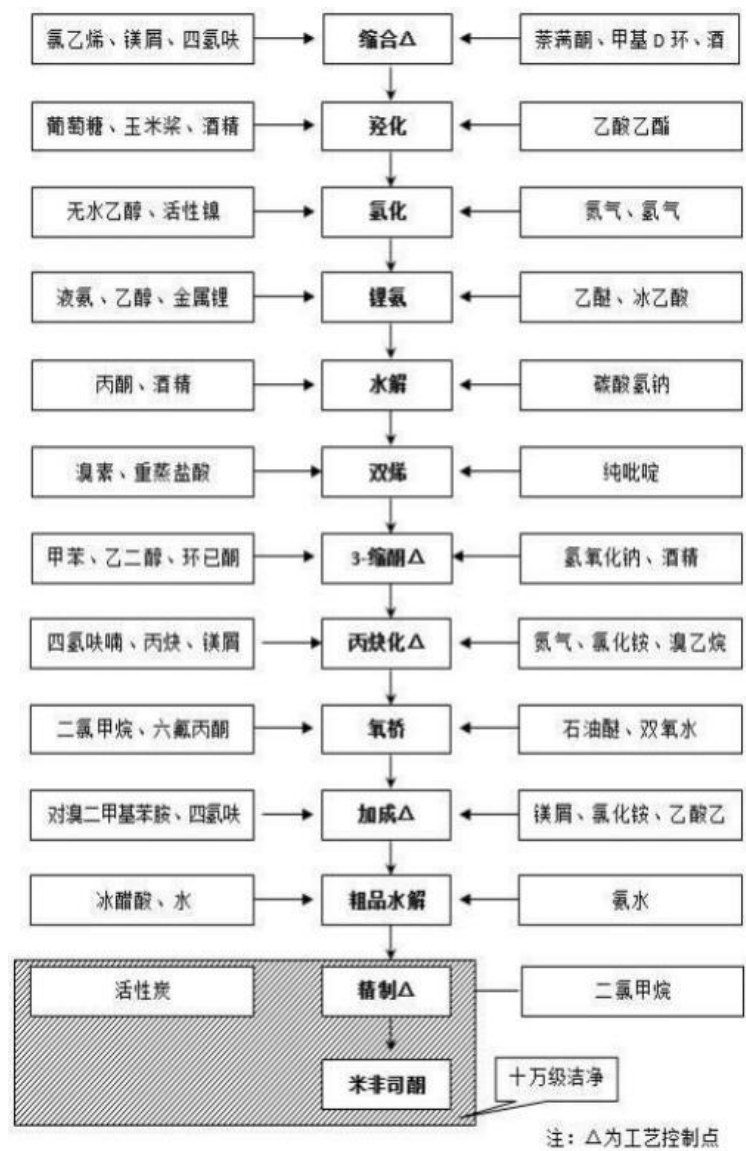 氯乙烯、镁屑、四氢呋
缩合△
萘满酮、甲基D环、酒
葡萄糖、玉米浆、酒精
羟化
乙酸乙酯
无水乙醇、活性镍
氢化
氮气、氢气
液氨、乙醇、金属锂
锂氨
乙醚、冰乙酸
丙酮、酒精
水解
碳酸氢钠
溴素、重蒸盐酸
双烯
纯吡啶
甲苯、乙二醇、环已酮
3-缩酮△
氢氧化钠、酒精
四氢呋喃、丙炔、镁屑
丙炔化△
氮气、氯化铵、溴乙烷
二氯甲烷、六氟丙酮
氧桥
石油醚、双氧水
对溴二甲基苯胺、四氢呋
加成△
镁屑、氯化铵、乙酸乙
冰醋酸、水
粗品水解
氨水
活性炭
精制△
二氯甲烷
米非司酮
十万级洁净
注：△为工艺控制点